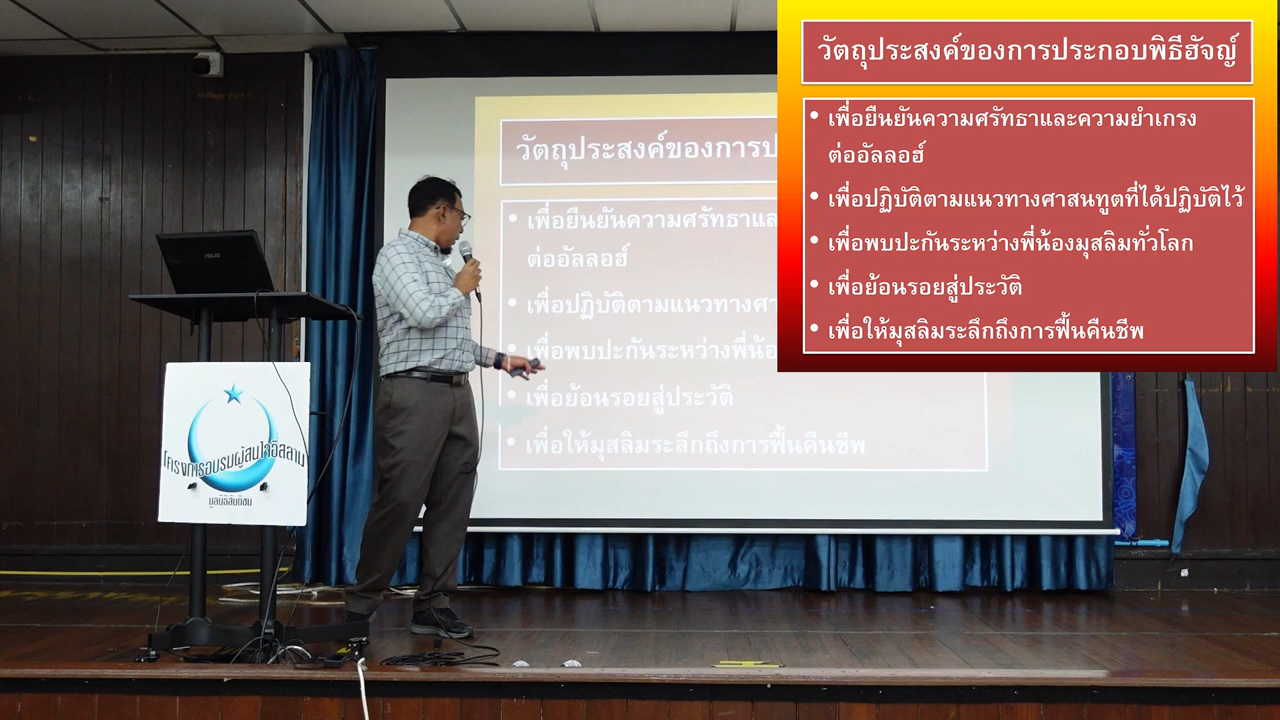 วัตถุประสงค์ของการประกอบพิธีฮัจญ์
• เพื่อยืนยันความศรัทธาและความยำเกรง
ต่ออัลลอฮ์
• เพื่อปฏิบัติตามแนวทางศาสนทูตที่ได้ปฏิบัติไว้
• เพื่อพบปะกันระหว่างพี่น้องมุสลิมทั่วโลก
• เพื่อย้อนรอยสู่ประวัติ
• เพื่อให้มุสลิมระลึกถึงการฟื้นคืนชีพ
วัตถุประสงค์ของการป
• เพื่อยืนยันความศรัทธาแล
ต่ออัลลอฮ์
• เพื่อปฏิบัติตามแนวทางศา
• เพื่อพบปะกันระหว่างพี่น้อ
• เพื่อย้อนรอยสู่ประวัติ
• เพื่อให้มุสลิมระลึกถึงการฟื้นคืนชีพ
ASUS
โครงการอบรมผู้สนใจอิสลาม
มูลนิธิสันติชน